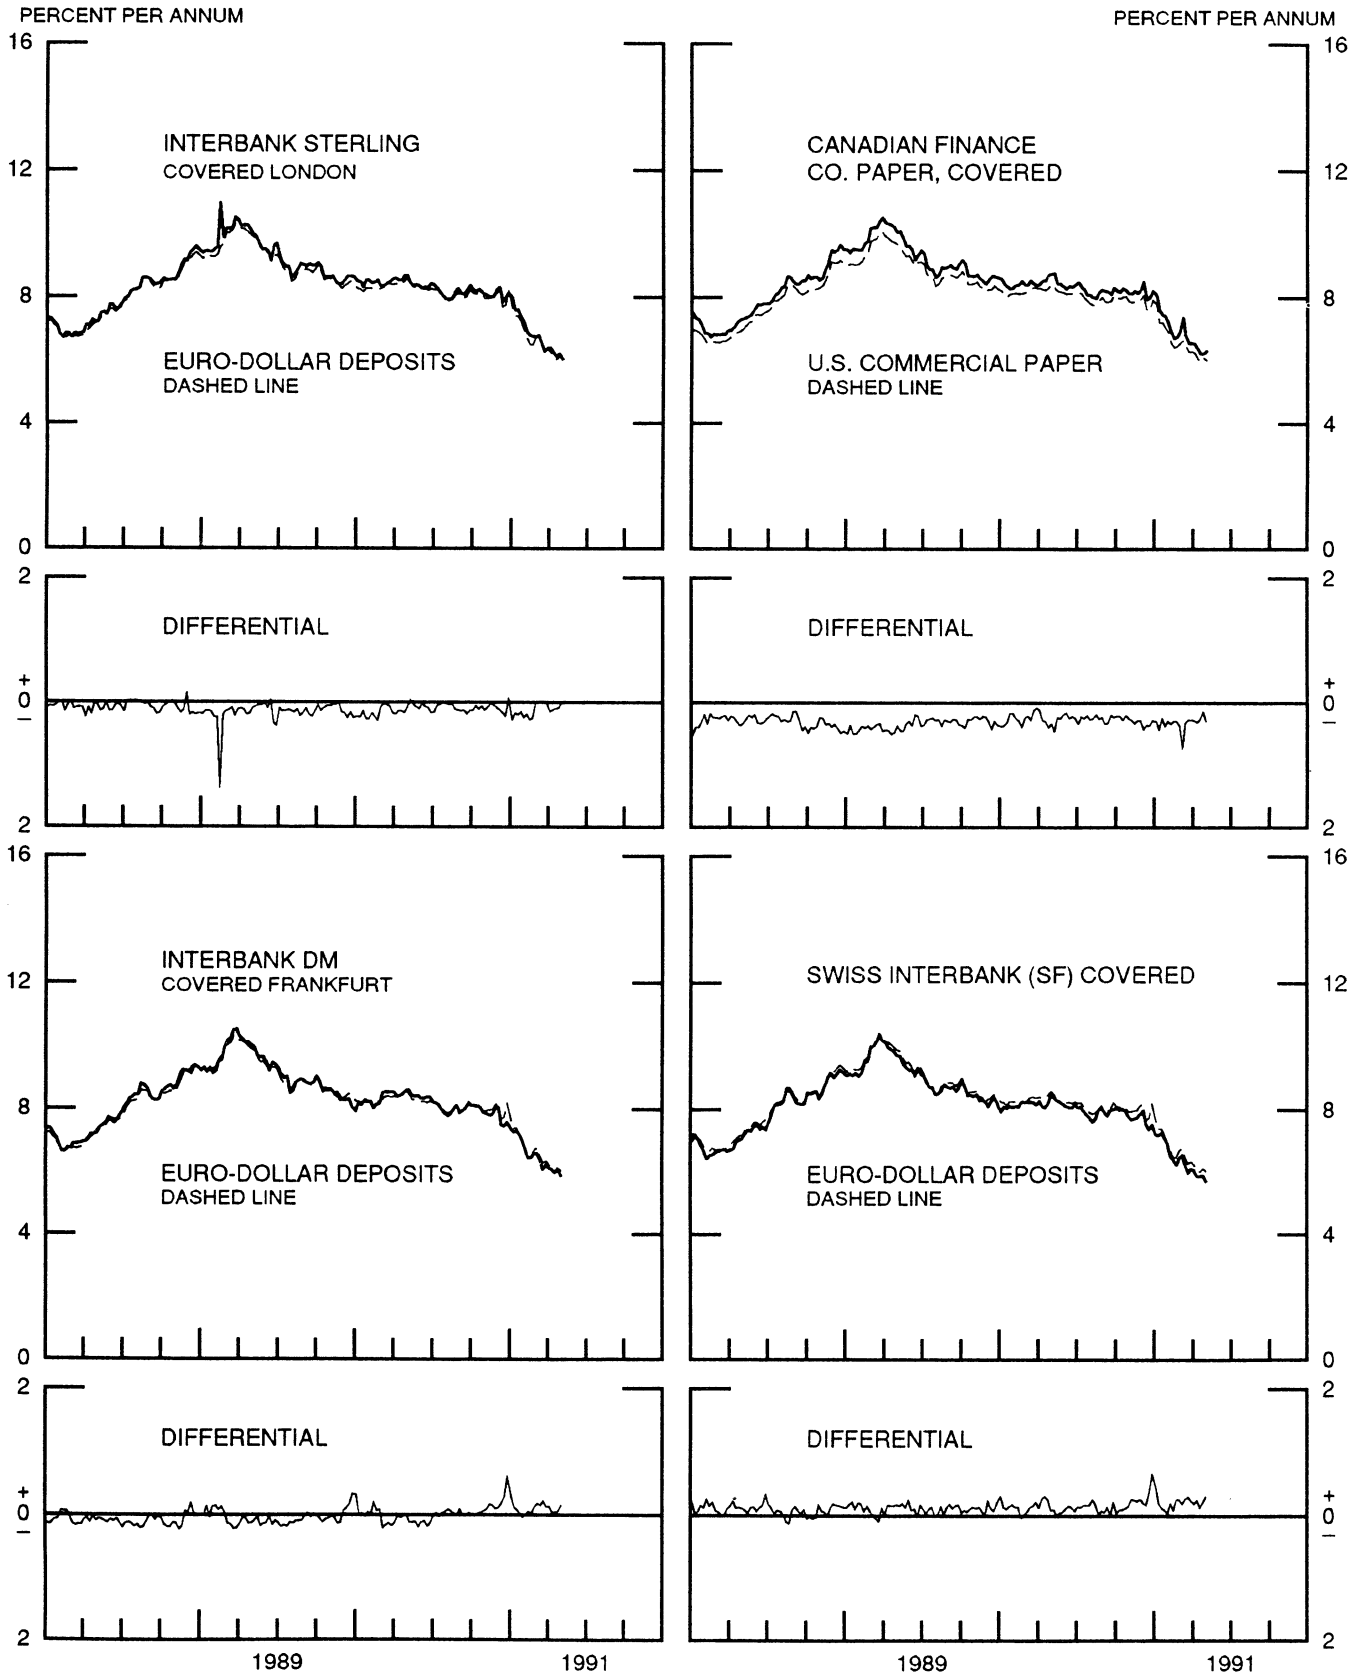 PERCENT PER ANNUM
PERCENT PER ANNUM
16
12
8
4
0
INTERBANK STERLING
COVERED LONDON
EURO-DOLLAR DEPOSITS
DASHED LINE
CANADIAN FINANCE
CO. PAPER, COVERED
U.S. COMMERCIAL PAPER
DASHED LINE
16
12
8
4
0
2
+
0
–
2
DIFFERENTIAL
DIFFERENTIAL
2
+
0
–
2
16
12
8
4
0
INTERBANK DM
COVERED FRANKFURT
EURO-DOLLAR DEPOSITS
DASHED LINE
SWISS INTERBANK (SF) COVERED
EURO-DOLLAR DEPOSITS
DASHED LINE
16
12
8
4
0
2
+
0
–
2
DIFFERENTIAL
DIFFERENTIAL
2
+
0
–
2
1989
1991
1989
1991